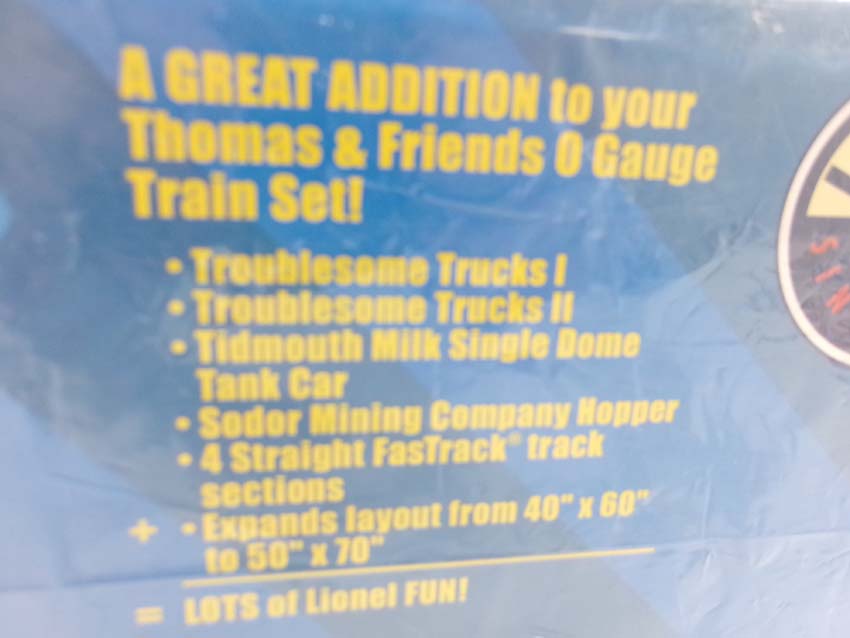 A GREAT ADDITION to your
Thomas & Friends O Gauge
Train Set!
• Troublesome Trucks I
• Troublesome Trucks II
• Tidmouth Milk Single Dome
Tank Car
• Sodor Mining Company Hopper
• 4 Straight FasTrack® track
sections
+ • Expands layout from 40" x 60"
to 50" x 70"
= LOTS of Lionel FUN!